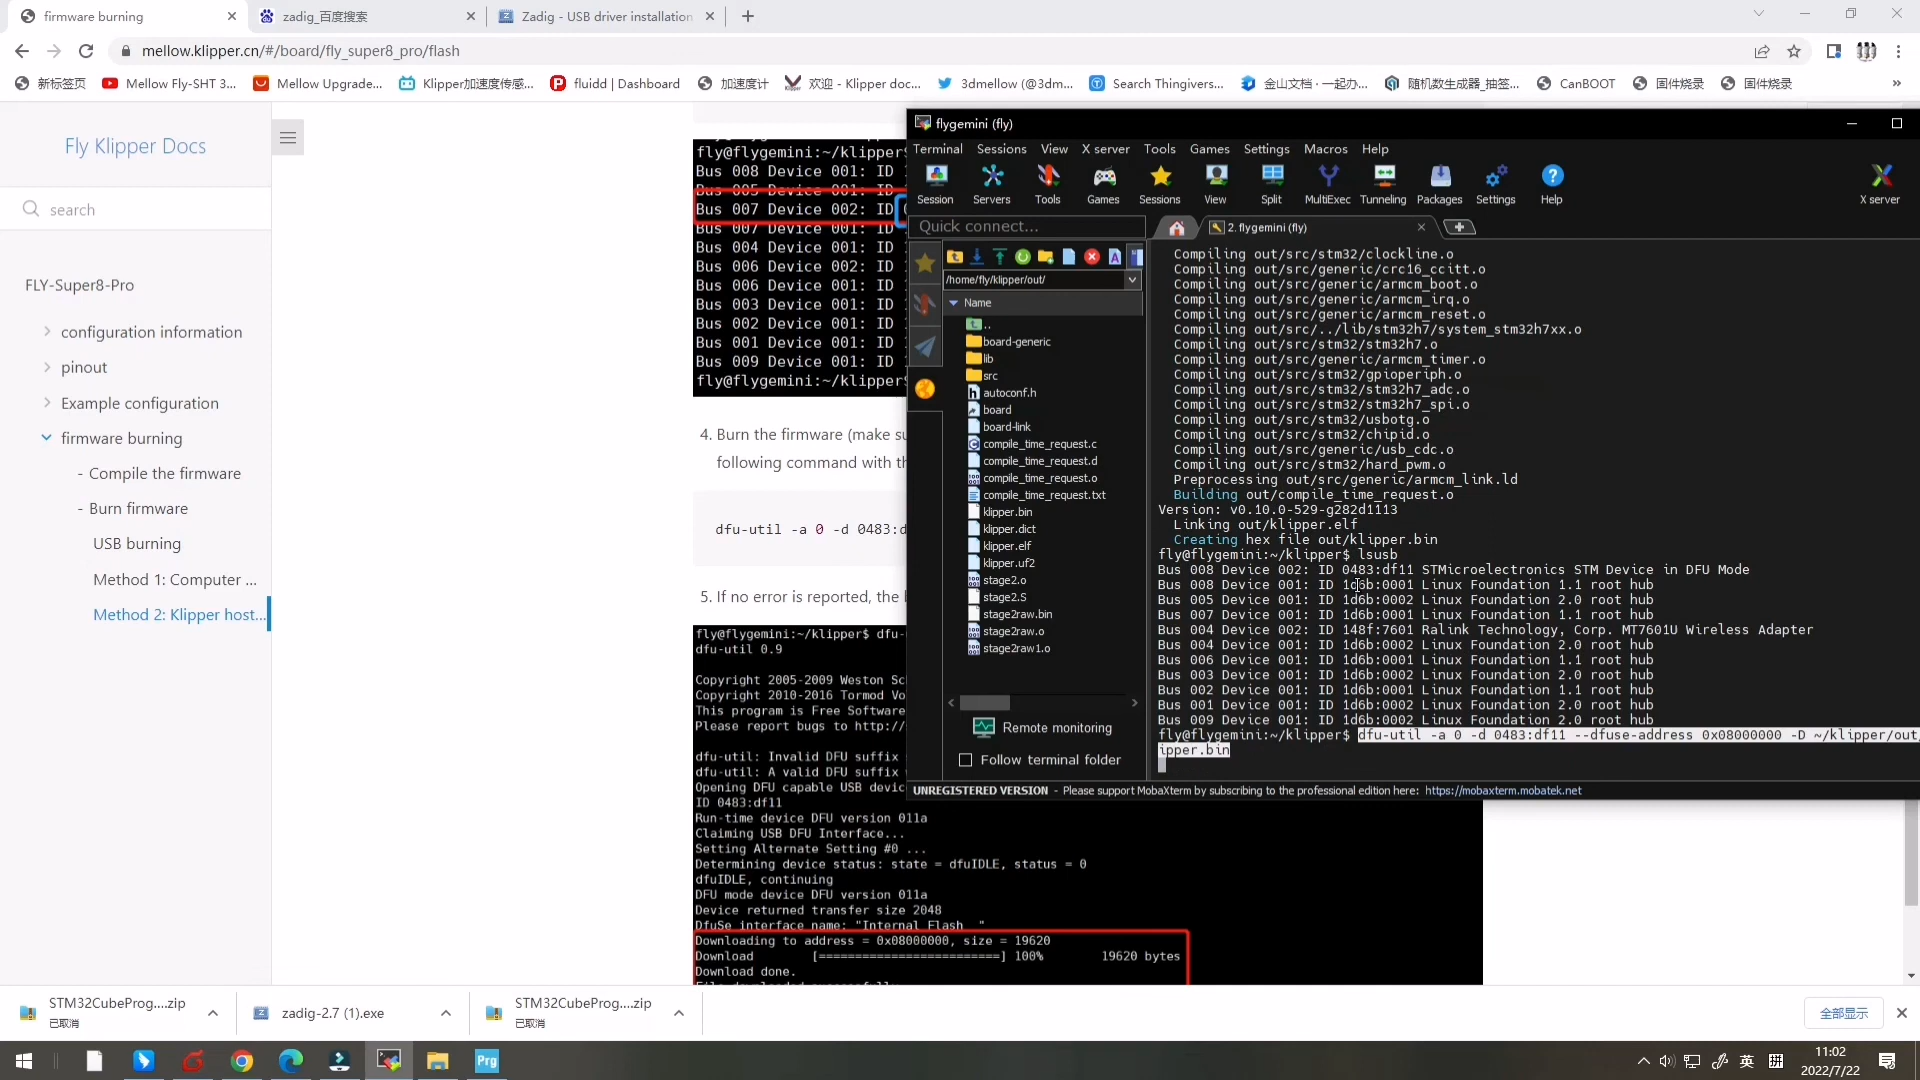 firmware burning
zadig_百度搜索
Zadig - USB driver installation
mellow.klipper.cn/#/board/fly_super8_pro/flash
新标签页
Mellow Fly-SHT 3...
Mellow Upgrade...
Klipper加速度传感...
fluidd | Dashboard
加速度计
欢迎 - Klipper doc...
3dmellow (@3dm...
Search Thingivers...
金山文档 · 一起办...
随机数生成器_抽签...
CanBOOT
固件烧录
固件烧录
»
Fly Klipper Docs
search
FLY-Super8-Pro
configuration information
pinout
Example configuration
firmware burning
- Compile the firmware
- Burn firmware
USB burning
Method 1: Computer ...
Method 2: Klipper host...
fly@flygemini:~/klipper$
Bus 008 Device 001: ID
Bus 005 Device 001: ID
Bus 007 Device 002: ID
Bus 007 Device 001: ID
Bus 004 Device 001: ID
Bus 006 Device 002: ID
Bus 006 Device 001: ID
Bus 003 Device 001: ID
Bus 002 Device 001: ID
Bus 001 Device 001: ID
Bus 009 Device 001: ID
fly@flygemini:~/klipper$
4. Burn the firmware (make su
following command with th
dfu-util -a 0 -d 0483:d
5. If no error is reported, the
fly@flygemini:~/klipper$ dfu-
dfu-util 0.9
Copyright 2005-2009 Weston Sc
Copyright 2010-2016 Tormod Vo
This program is Free Software
Please report bugs to http://
dfu-util: Invalid DFU suffix
dfu-util: A valid DFU suffix
Opening DFU capable USB devic
ID 0483:df11
Run-time device DFU version 011a
Claiming USB DFU Interface...
Setting Alternate Setting #0 ...
Determining device status: state = dfuIDLE, status = 0
dfuIDLE, continuing
DFU mode device DFU version 011a
Device returned transfer size 2048
DfuSe interface name: "Internal Flash  "
Downloading to address = 0x08000000, size = 19620
Download [=========================] 100% 19620 bytes
Download done.
flygemini (fly)
Terminal Sessions View X server Tools Games Settings Macros Help
Session Servers Tools Games Sessions View Split MultiExec Tunneling Packages Settings Help X server
Quick connect...
2. flygemini (fly)
/home/fly/klipper/out/
Name
..
board-generic
lib
src
autoconf.h
board
board-link
compile_time_request.c
compile_time_request.d
compile_time_request.o
compile_time_request.txt
klipper.bin
klipper.dict
klipper.elf
klipper.uf2
stage2.o
stage2.S
stage2raw.bin
stage2raw.o
stage2raw1.o
Remote monitoring
Follow terminal folder
Compiling out/src/stm32/clockline.o
Compiling out/src/generic/crc16_ccitt.o
Compiling out/src/generic/armcm_boot.o
Compiling out/src/generic/armcm_irq.o
Compiling out/src/generic/armcm_reset.o
Compiling out/src/../lib/stm32h7/system_stm32h7xx.o
Compiling out/src/stm32/stm32h7.o
Compiling out/src/generic/armcm_timer.o
Compiling out/src/stm32/gpioperiph.o
Compiling out/src/stm32/stm32h7_adc.o
Compiling out/src/stm32/stm32h7_spi.o
Compiling out/src/stm32/usbotg.o
Compiling out/src/stm32/chipid.o
Compiling out/src/generic/usb_cdc.o
Compiling out/src/stm32/hard_pwm.o
Preprocessing out/src/generic/armcm_link.ld
Building out/compile_time_request.o
Version: v0.10.0-529-g282d1113
Linking out/klipper.elf
Creating hex file out/klipper.bin
fly@flygemini:~/klipper$ lsusb
Bus 008 Device 002: ID 0483:df11 STMicroelectronics STM Device in DFU Mode
Bus 008 Device 001: ID 1d6b:0001 Linux Foundation 1.1 root hub
Bus 005 Device 001: ID 1d6b:0002 Linux Foundation 2.0 root hub
Bus 007 Device 001: ID 1d6b:0001 Linux Foundation 1.1 root hub
Bus 004 Device 002: ID 148f:7601 Ralink Technology, Corp. MT7601U Wireless Adapter
Bus 004 Device 001: ID 1d6b:0002 Linux Foundation 2.0 root hub
Bus 006 Device 001: ID 1d6b:0001 Linux Foundation 1.1 root hub
Bus 003 Device 001: ID 1d6b:0002 Linux Foundation 2.0 root hub
Bus 002 Device 001: ID 1d6b:0001 Linux Foundation 1.1 root hub
Bus 001 Device 001: ID 1d6b:0002 Linux Foundation 2.0 root hub
Bus 009 Device 001: ID 1d6b:0002 Linux Foundation 2.0 root hub
fly@flygemini:~/klipper$ dfu-util -a 0 -d 0483:df11 --dfuse-address 0x08000000 -D ~/klipper/out/
ipper.bin
UNREGISTERED VERSION - Please support MobaXterm by subscribing to the professional edition here: https://mobaxterm.mobatek.net
STM32CubeProg....zip
已取消
zadig-2.7 (1).exe
STM32CubeProg....zip
已取消
全部显示
Prg
英
拼
11:02
2022/7/22